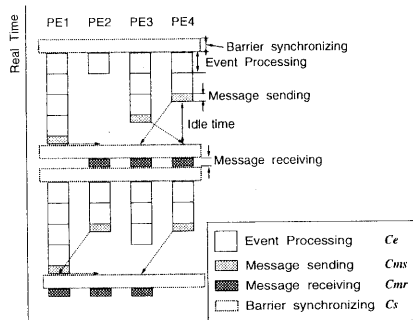 Real Time
PE1 PE2 PE3 PE4
Barrier synchronizing
Event Processing
Message sending
Idle time
Message receiving
Event Processing Ce
Message sending Cms
Message receiving Cmr
Barrier synchronizing Cs